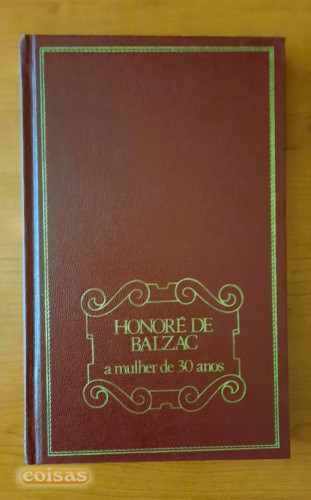 HONORÉ DE
BALZAC
a mulher de 30 anos
coisas